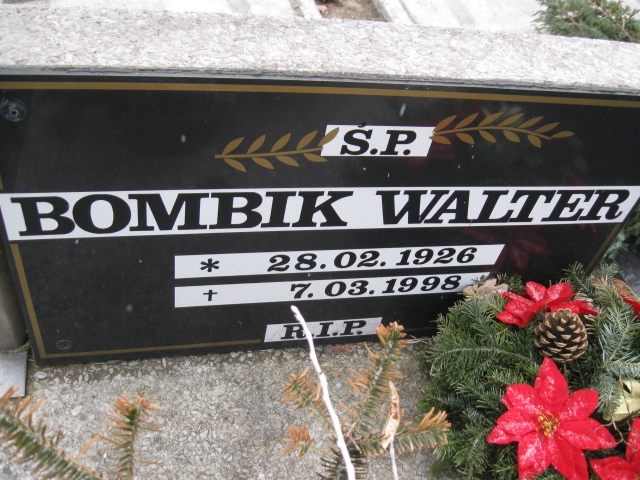 Ś.P.
BOMBIK WALTER
* 28.02.1926
✝ 7.03.1998
R.I.P.